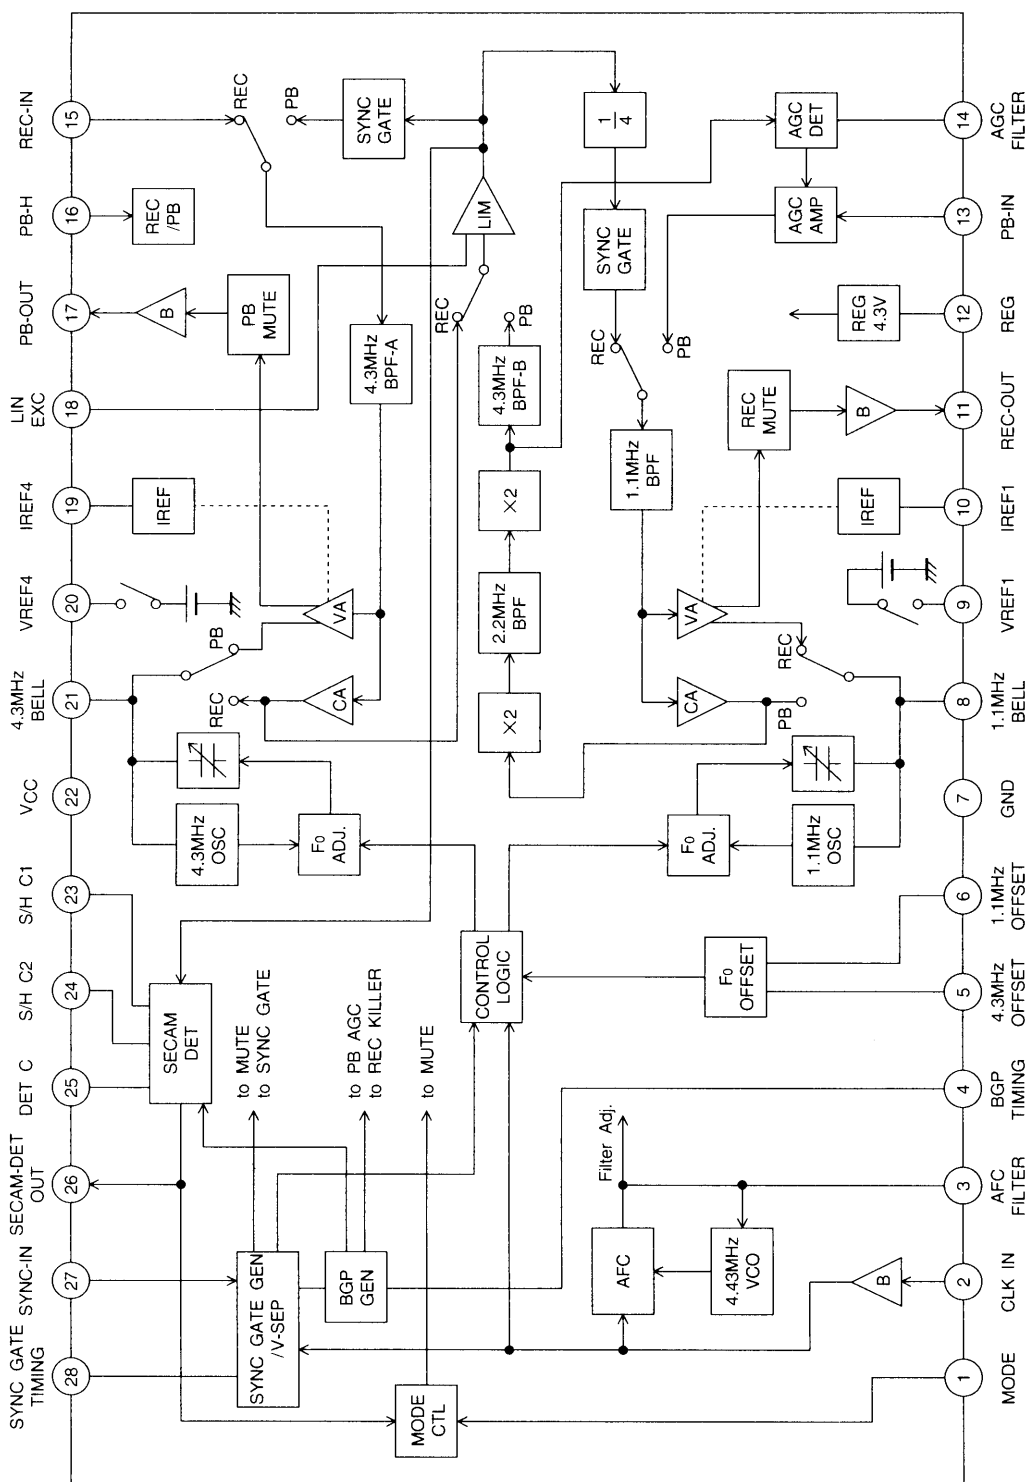 SYNC GATE
TIMING
28
SYNC-IN
27
SECAM-DET
OUT
26
DET C
25
S/H C2
24
S/H C1
23
VCC
22
4.3MHz
BELL
21
VREF4
20
IREF4
19
LIN
EXC
18
PB-OUT
17
PB-H
16
REC-IN
15
SYNC GATE GEN
/V-SEP
BGP
GEN
MODE
CTL
SECAM
DET
to MUTE
to SYNC GATE
to PB AGC
to REC KILLER
to MUTE
4.3MHz
OSC
F0
ADJ.
CONTROL
LOGIC
REC
PB
CA
VA
IREF
B
PB
MUTE
REC
/PB
4.3MHz
BPF-A
REC
PB
SYNC
GATE
LIM
REC
PB
X2
2.2MHz
BPF
X2
4.3MHz
BPF-B
1
4
SYNC
GATE
REC
PB
1.1MHz
BPF
AGC
DET
AGC
AMP
REG
4.3V
REC
MUTE
B
IREF
VA
CA
REC
PB
F0
ADJ.
1.1MHz
OSC
F0
OFFSET
Filter Adj.
AFC
4.43MHz
VCO
B
1
MODE
2
CLK IN
3
AFC
FILTER
4
BGP
TIMING
5
4.3MHz
OFFSET
6
1.1MHz
OFFSET
7
GND
8
1.1MHz
BELL
9
VREF1
10
IREF1
11
REC-OUT
12
REG
13
PB-IN
14
AGC
FILTER